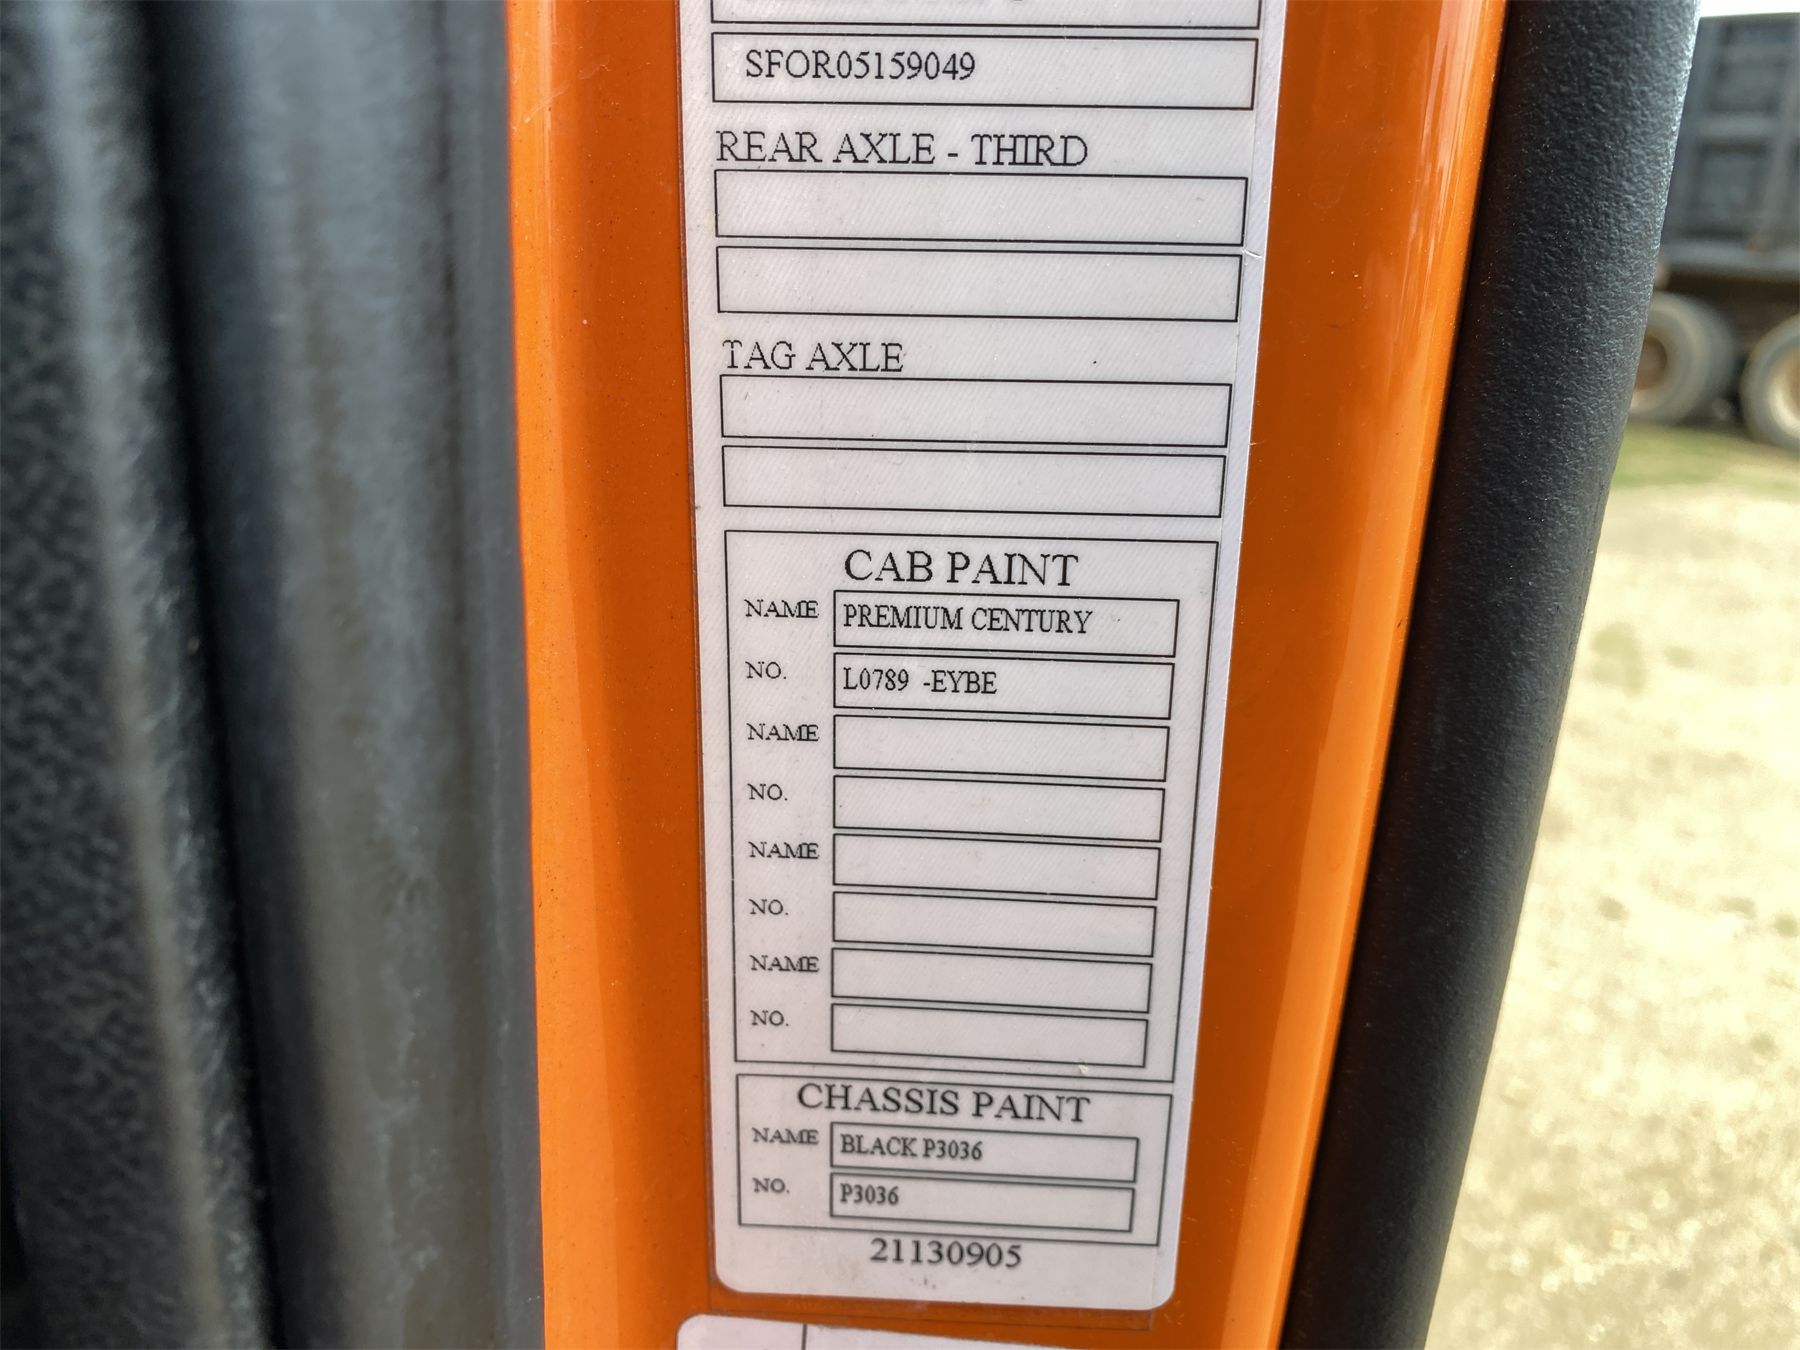 SFOR05159049
REAR AXLE - THIRD
TAG AXLE
CAB PAINT
NAME PREMIUM CENTURY
NO. L0789 -EYBE
NAME
NO.
NAME
NO.
NAME
NO.
CHASSIS PAINT
NAME BLACK P3036
NO. P3036
21130905